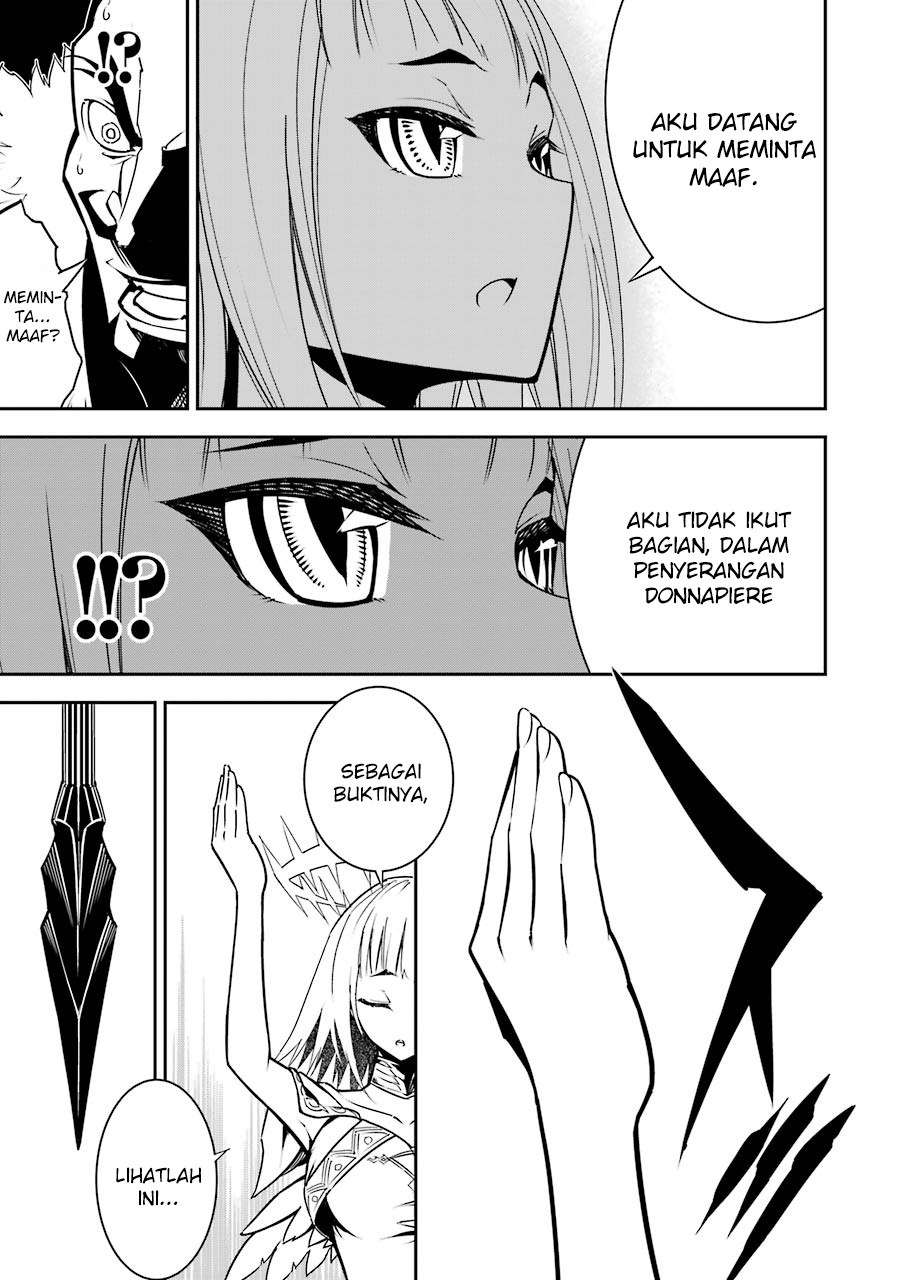 AKU DATANG
UNTUK MEMINTA
MAAF.
!!?
MEMIN-
TA...
MAAF?
AKU TIDAK IKUT
BAGIAN, DALAM
PENYERANGAN
DONNAPIERE
!!?
SEBAGAI
BUKTINYA,
LIHATLAH
INI...